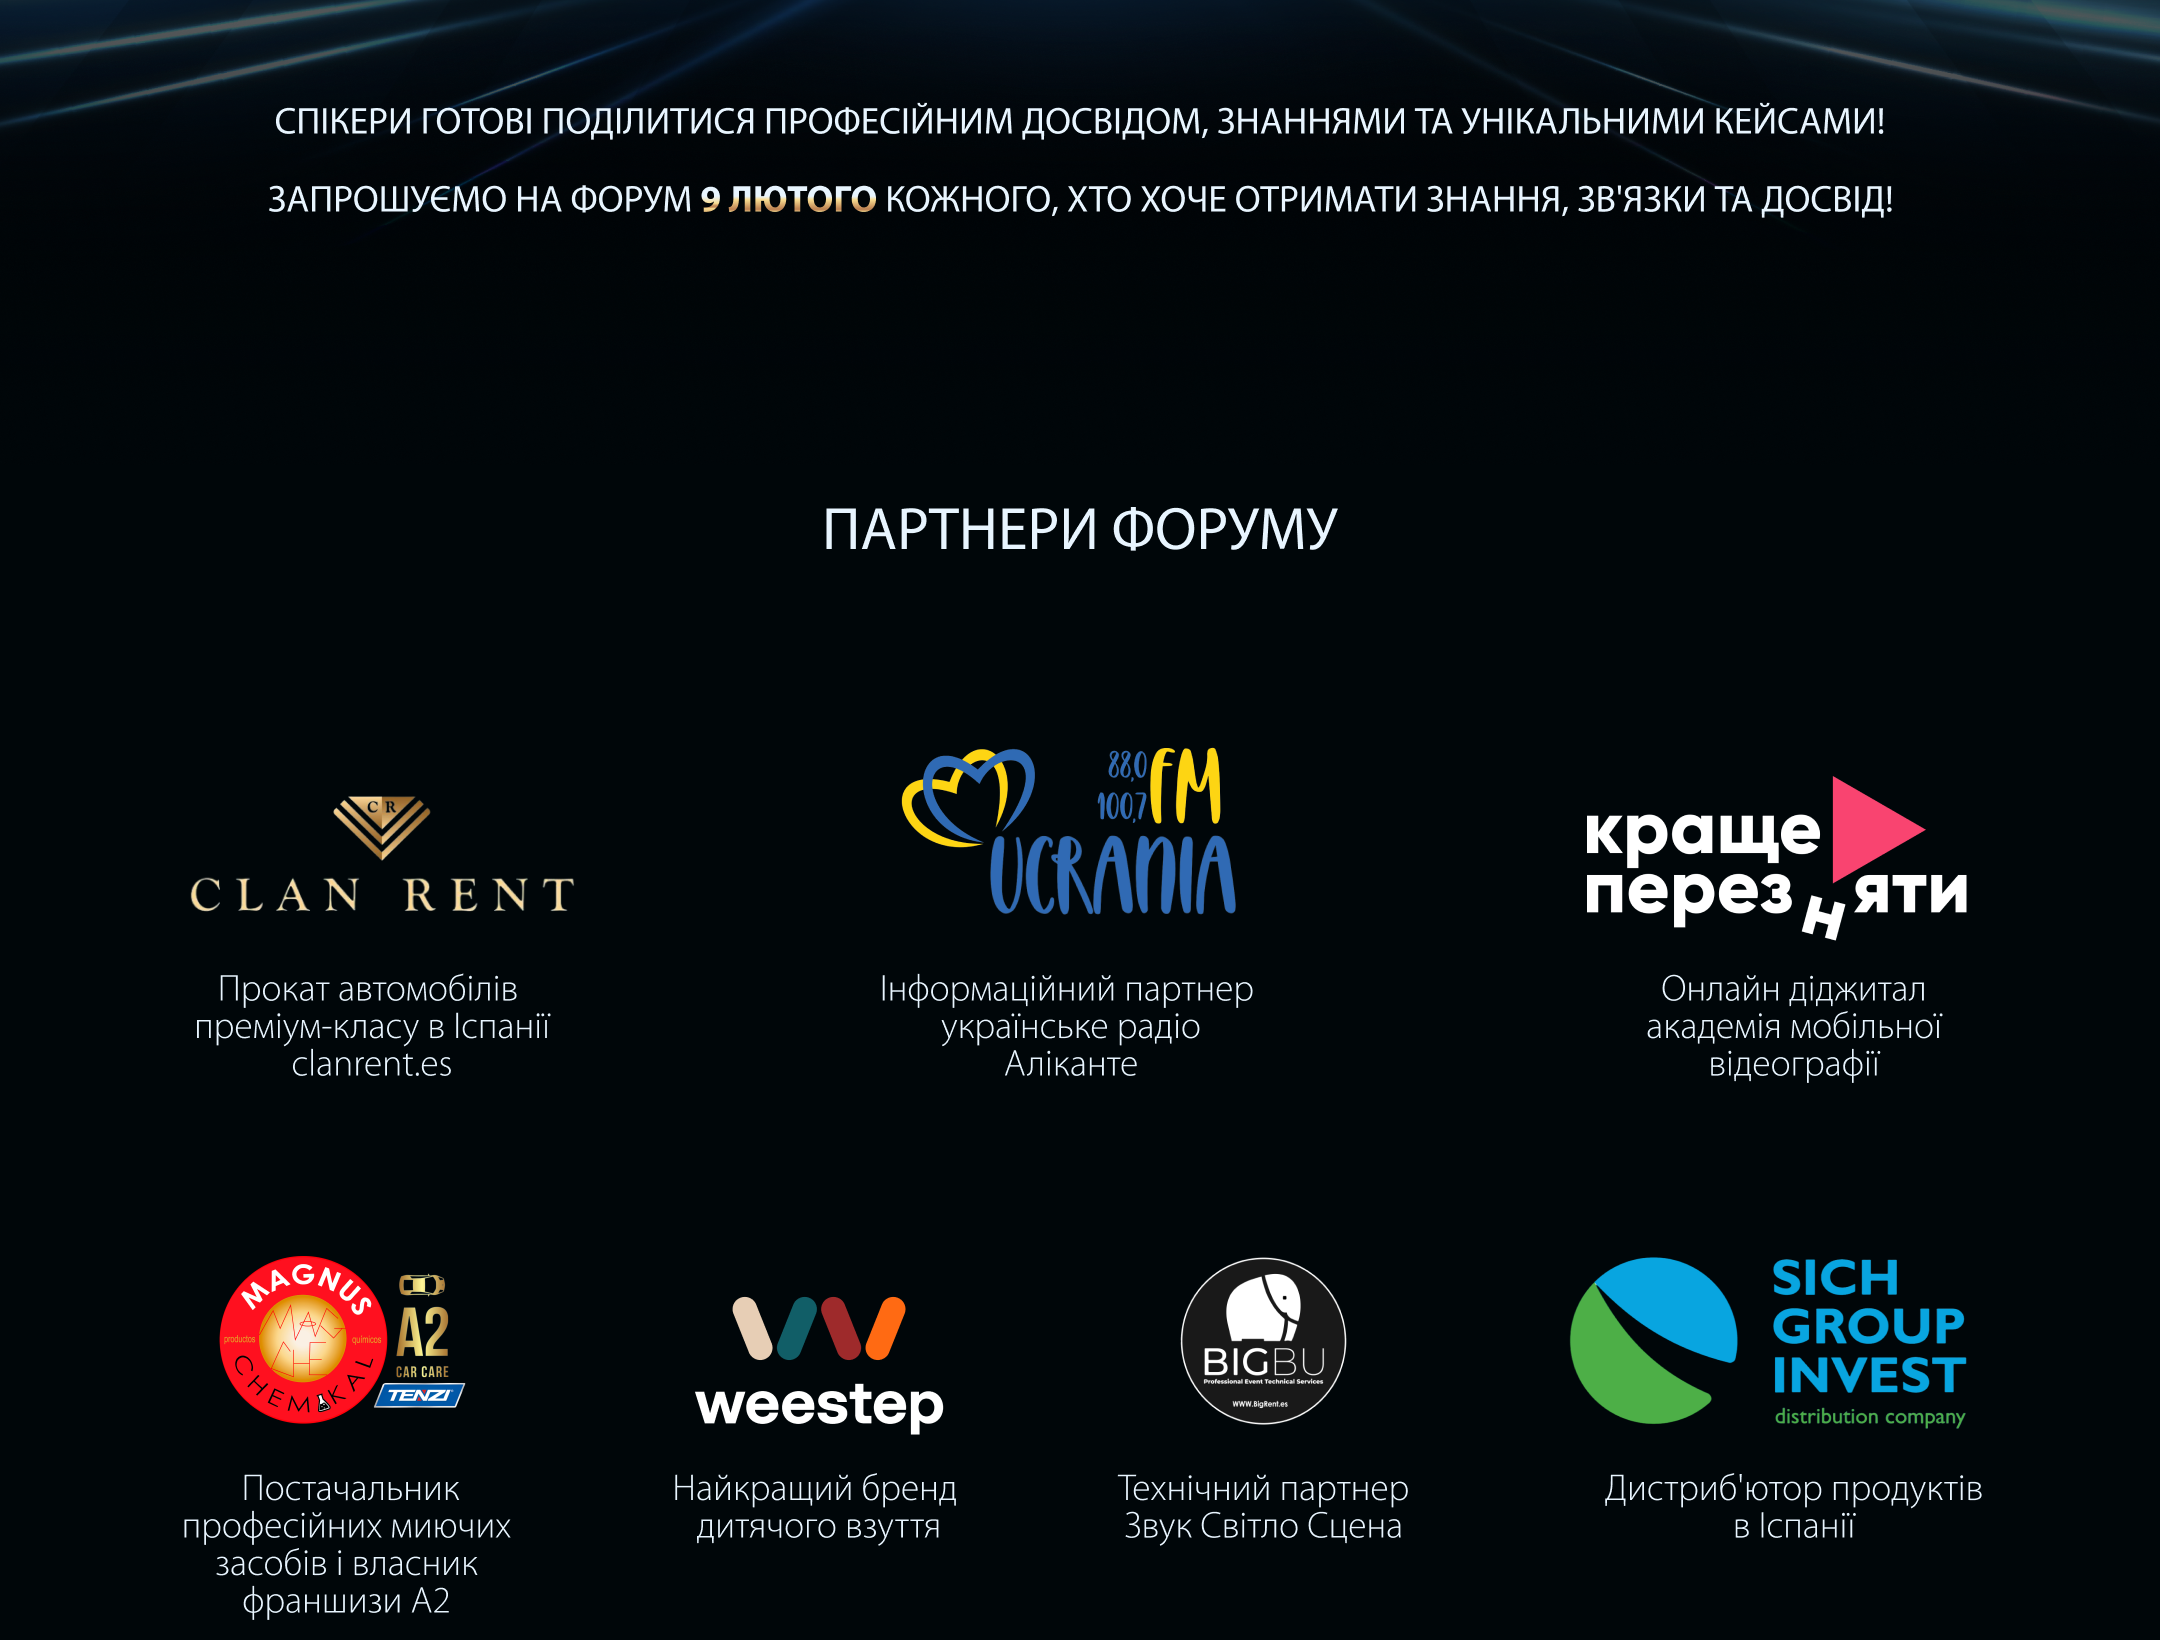 СПІКЕРИ ГОТОВІ ПОДІЛИТИСЯ ПРОФЕСІЙНИМ ДОСВІДОМ, ЗНАННЯМИ ТА УНІКАЛЬНИМИ КЕЙСАМИ!
ЗАПРОШУЄМО НА ФОРУМ 9 ЛЮТОГО КОЖНОГО, ХТО ХОЧЕ ОТРИМАТИ ЗНАННЯ, ЗВ'ЯЗКИ ТА ДОСВІД!
ПАРТНЕРИ ФОРУМУ
CR
CLAN RENT
Прокат автомобілів
преміум-класу в Іспанії
clanrent.es
88,0
100,7
FM
UCRANIA
Інформаційний партнер
українське радіо
Аліканте
краще
перезняти
Онлайн діджитал
академія мобільної
відеографії
MAGNUS
productos químicos
CHEMIKAL
A2
CAR CARE
TENZI
Постачальник
професійних миючих
засобів і власник
франшизи А2
weestep
Найкращий бренд
дитячого взуття
BIGBU
Professional Event Technical Services
WWW.BigRent.es
Технічний партнер
Звук Світло Сцена
SICH
GROUP
INVEST
distribution company
Дистриб'ютор продуктів
в Іспанії